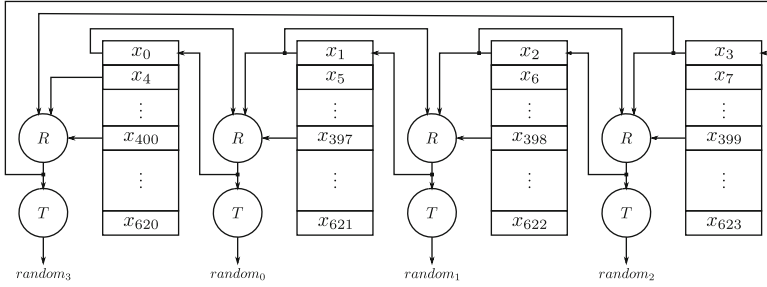 x₀ x₁ x₂ x₃
x₄ x₅ x₆ x₇
⋮ ⋮ ⋮ ⋮
R x₄₀₀ R x₃₉₇ R x₃₉₈ R x₃₉₉
⋮ ⋮ ⋮ ⋮
T x₆₂₀ T x₆₂₁ T x₆₂₂ T x₆₂₃
random₃ random₀ random₁ random₂